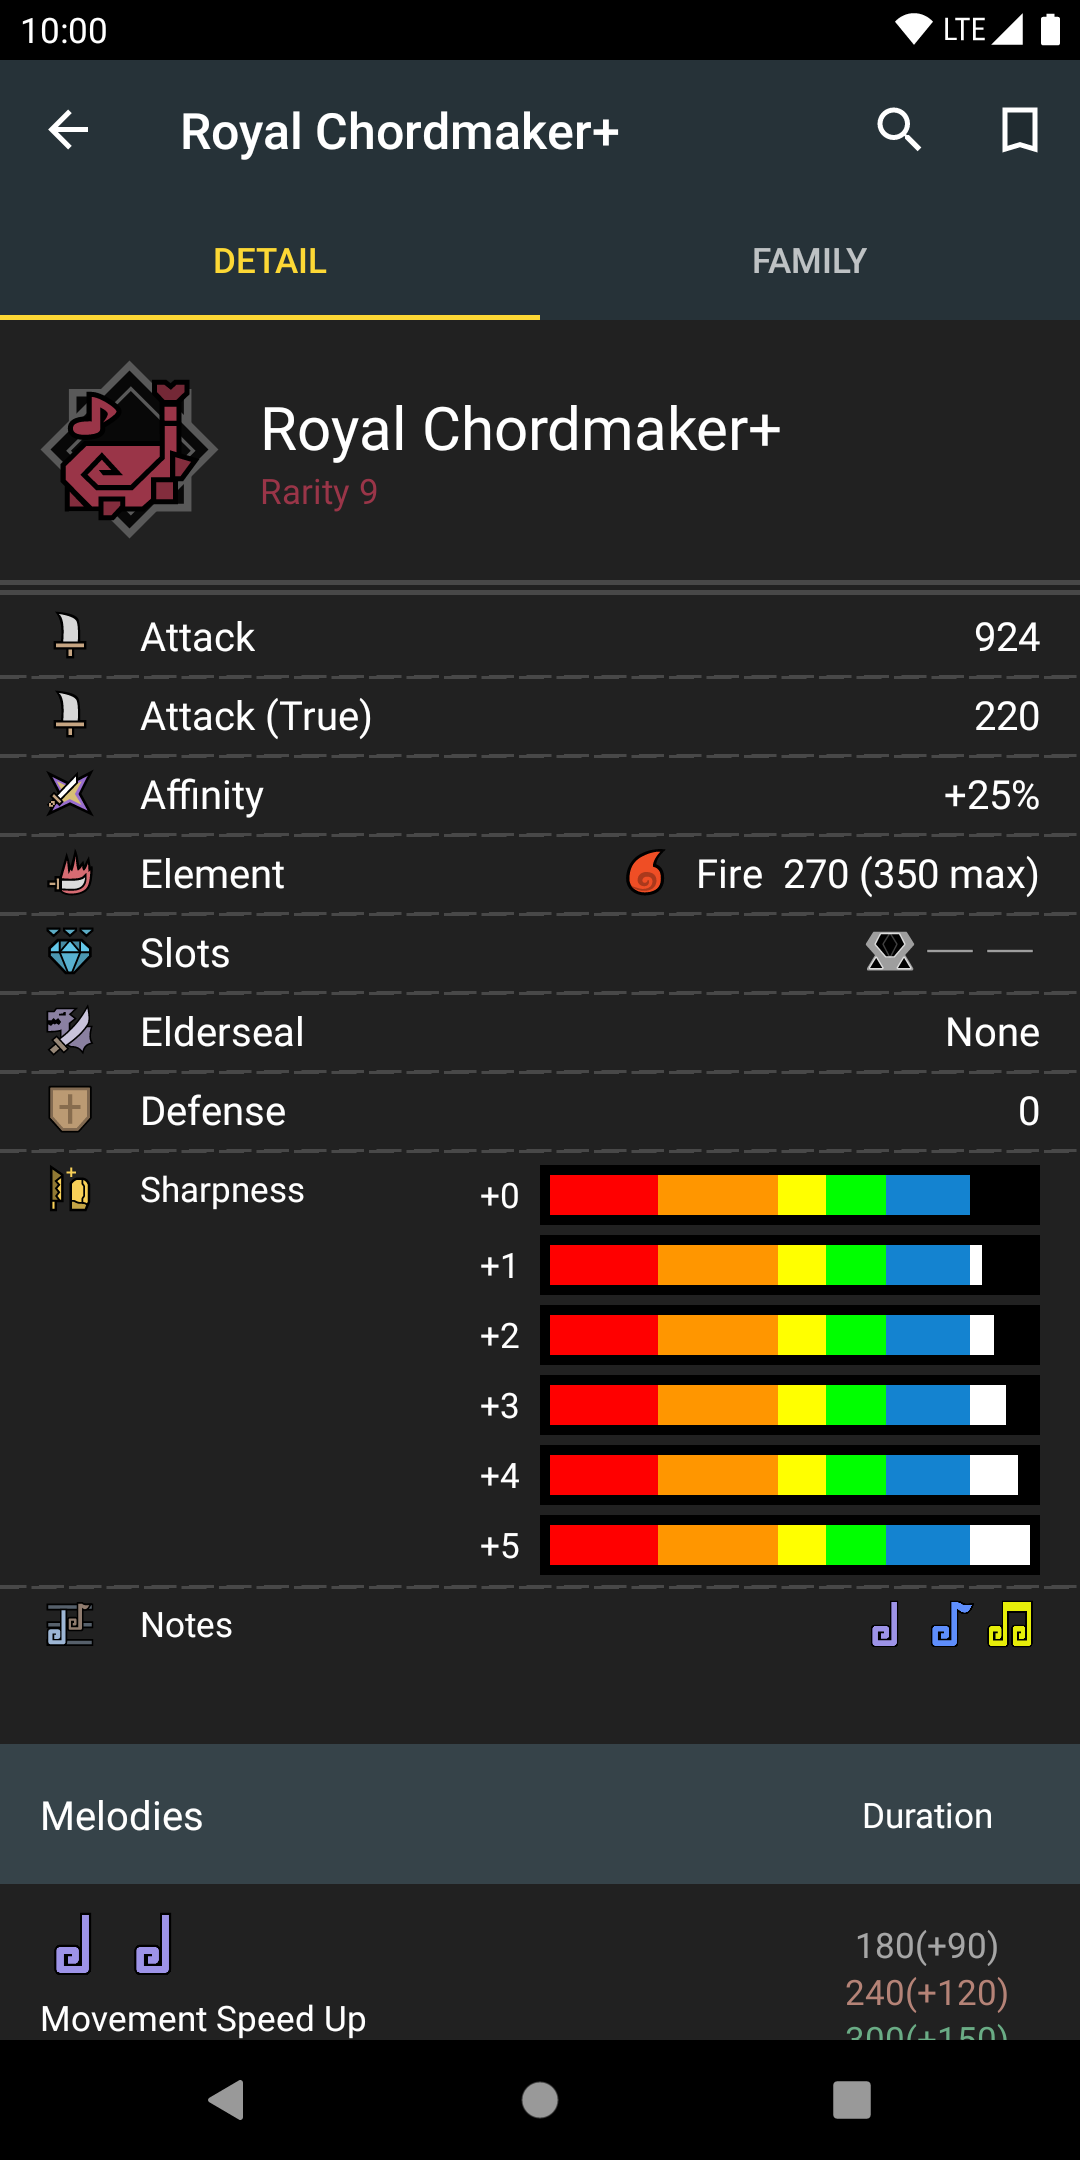 10:00 LTE
Royal Chordmaker+
DETAIL FAMILY
Royal Chordmaker+
Rarity 9
Attack 924
Attack (True) 220
Affinity +25%
Element Fire 270 (350 max)
Slots
Elderseal None
Defense 0
Sharpness +0
+1
+2
+3
+4
+5
Notes
Melodies Duration
180(+90)
240(+120)
Movement Speed Up
300(+150)